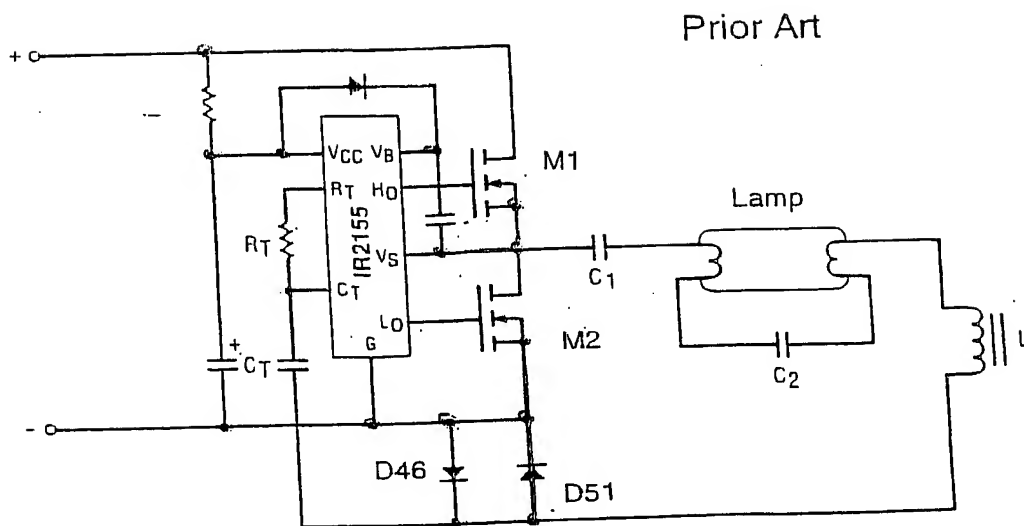 Prior Art
+
VCC VB
RT HO
IR2155
VS
CT
LO
G
RT
+
CT
-
M1
M2
Lamp
C1
C2
L
D46
D51